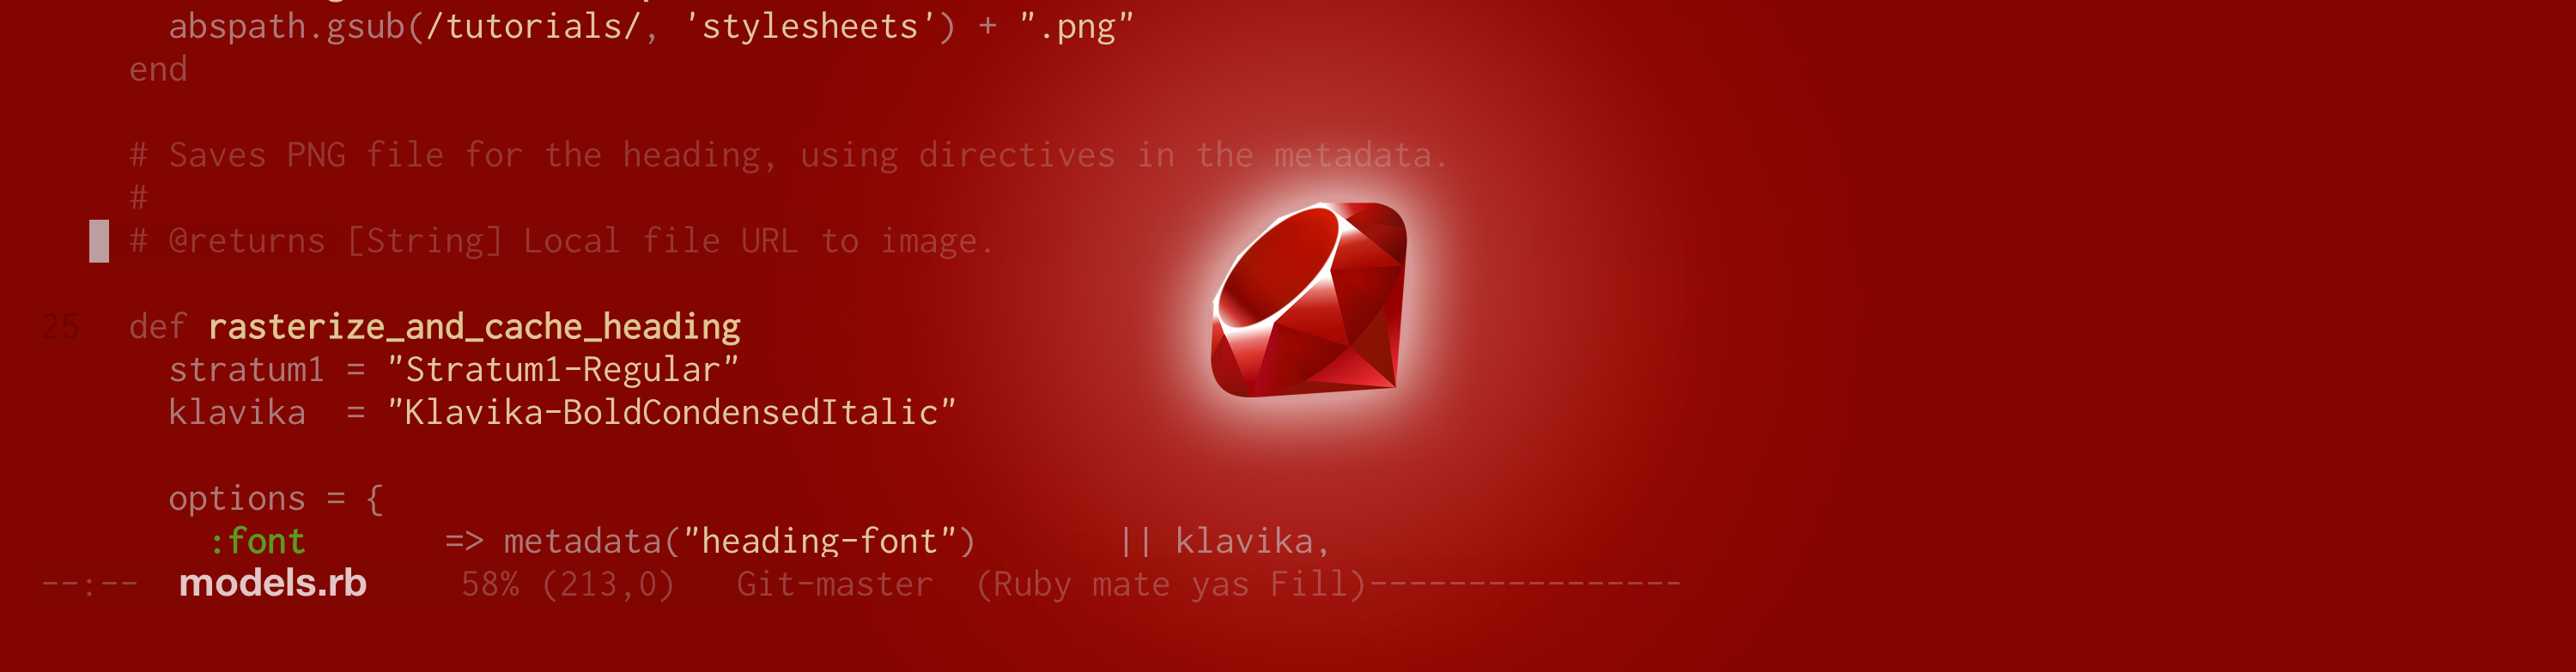 abspath.gsub(/tutorials/, 'stylesheets') + ".png"
end
# Saves PNG file for the heading, using directives in the metadata.
#
# @returns [String] Local file URL to image.
25 def rasterize_and_cache_heading
stratum1 = "Stratum1-Regular"
klavika = "Klavika-BoldCondensedItalic"
options = {
:font => metadata("heading-font") || klavika,
--:-- models.rb 58% (213,0) Git-master (Ruby mate yas Fill)----------------